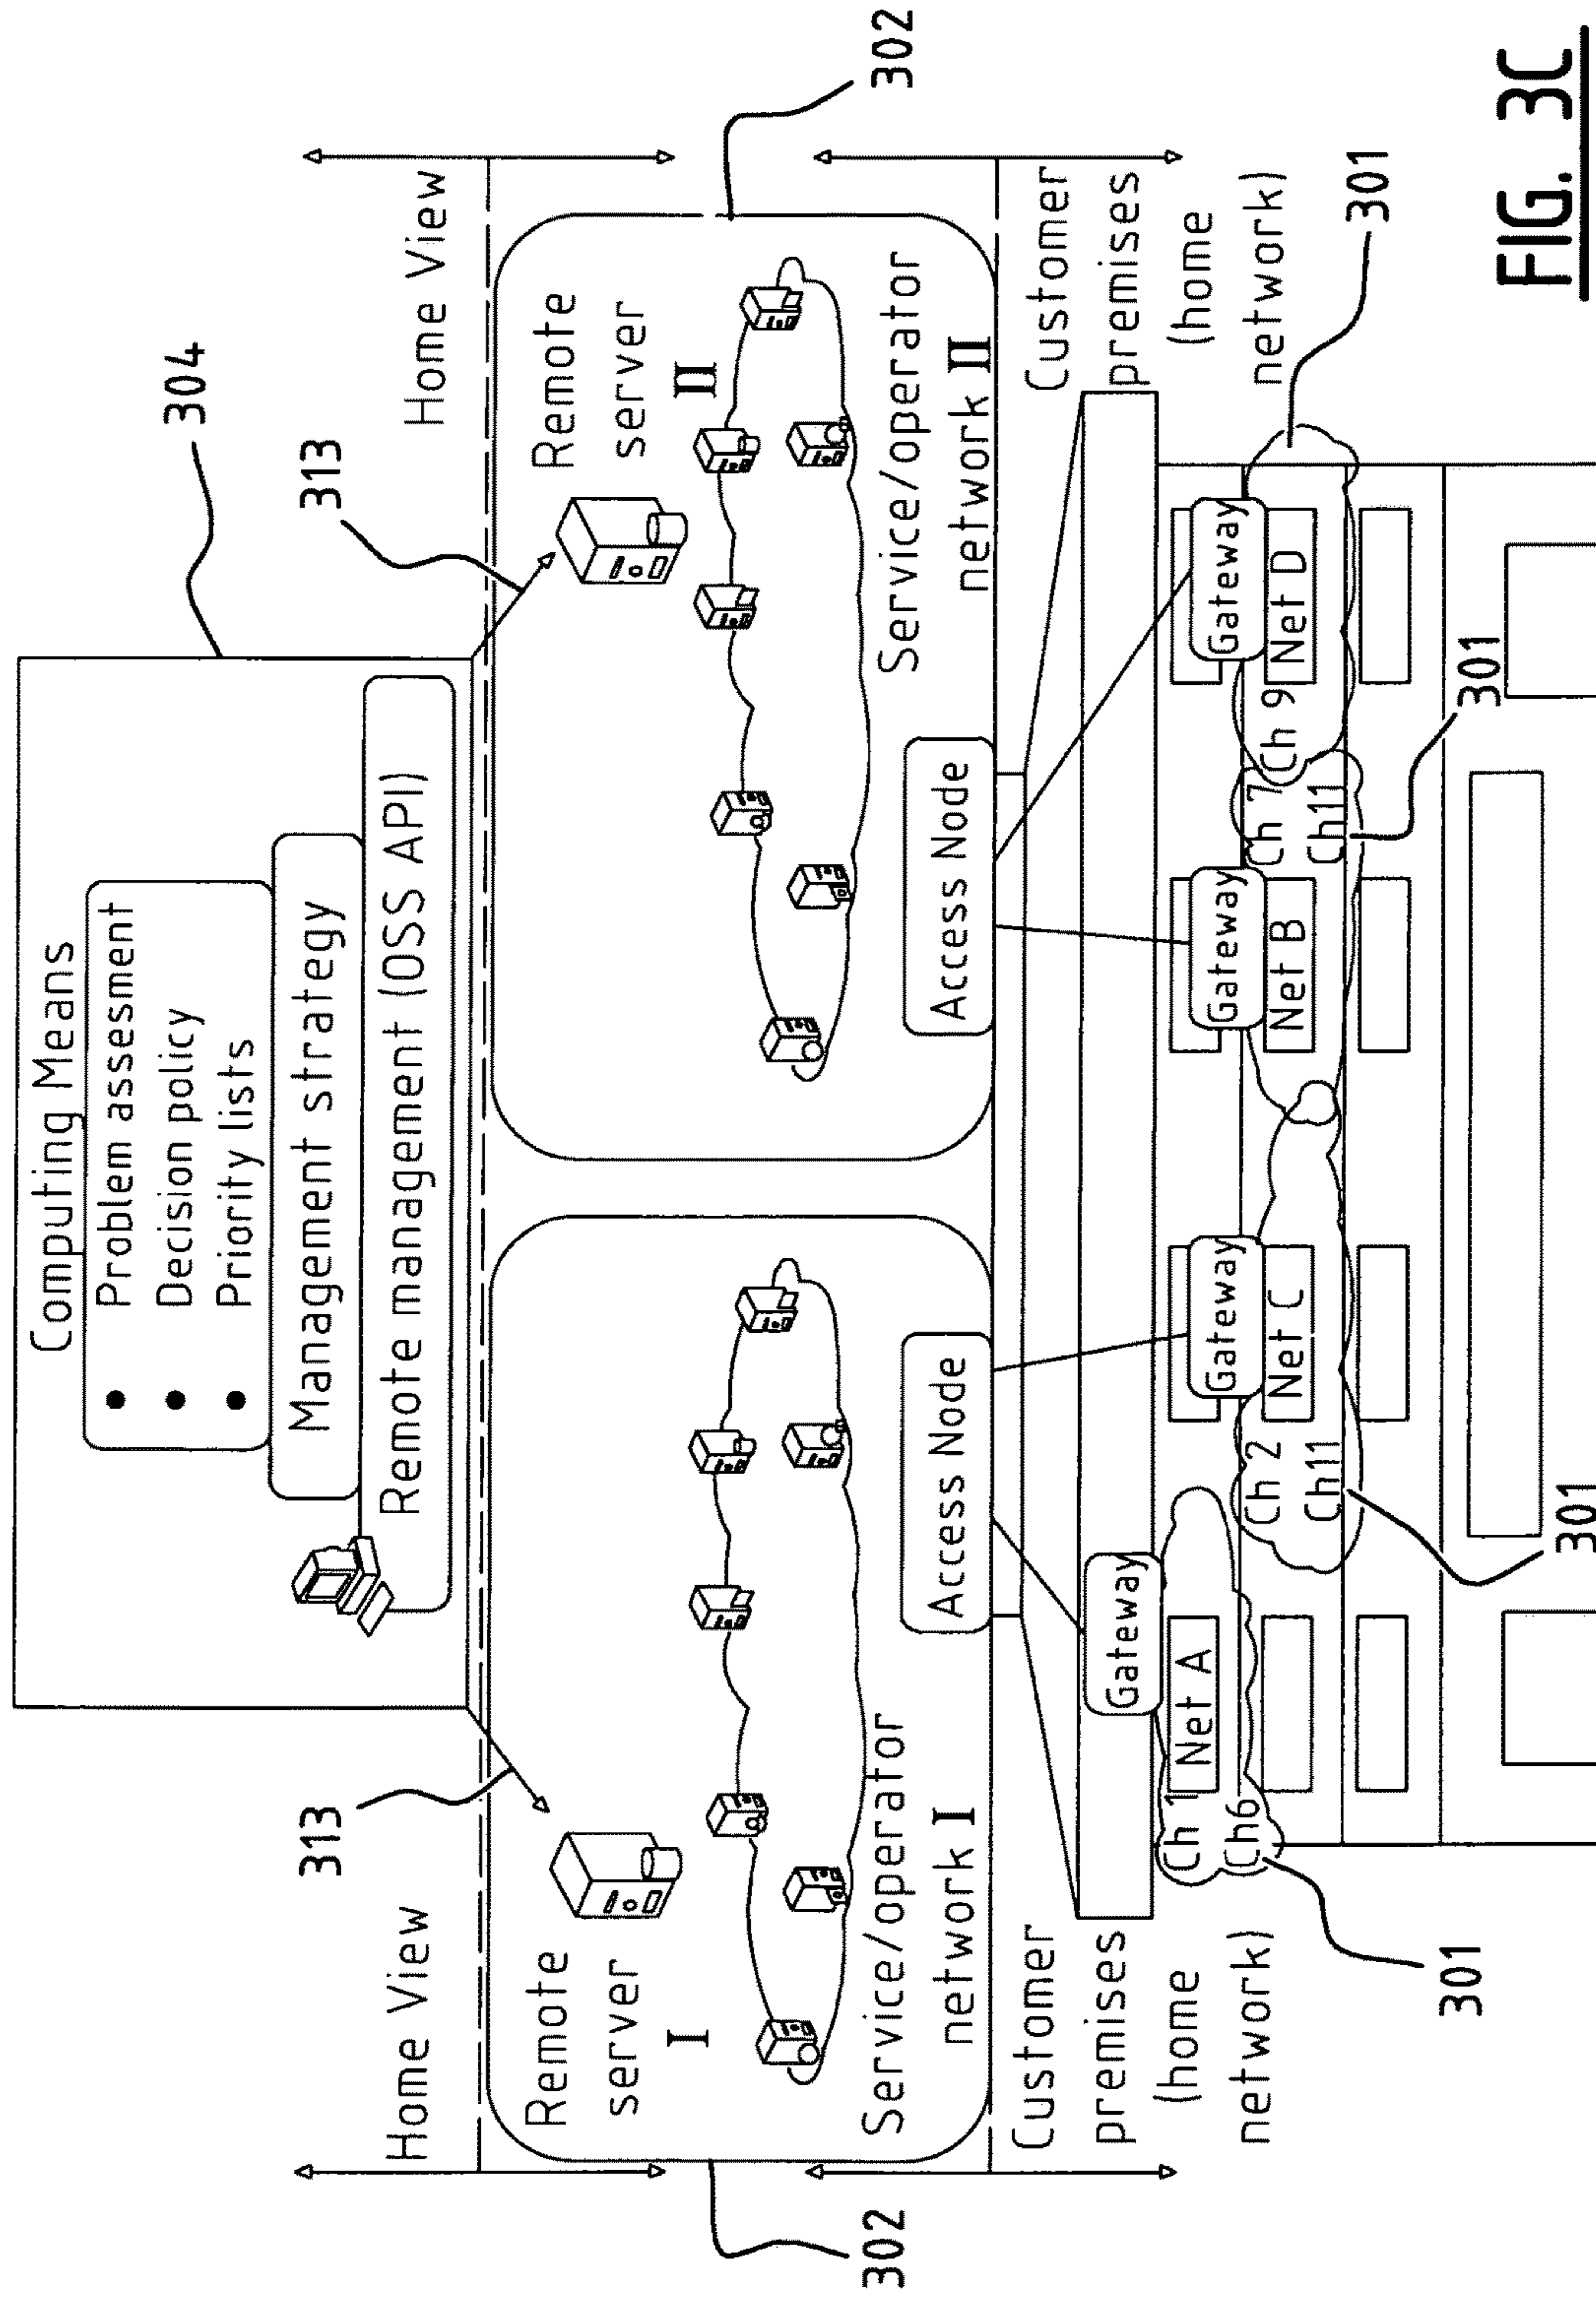 304
Computing Means
• Problem assesment
• Decision policy
• Priority lists
Management strategy
Remote management (OSS API)
313
313
Home View
Home View
302
302
Remote
server
I
Service/operator
network I
Access Node
Remote
server
II
Service/operator
network II
Access Node
Customer
premises
(home
network)
Customer
premises
(home
network)
Gateway
Net A
Ch 1
Ch6
301
Gateway
Net C
Ch 2
Ch11
301
Gateway
Net B
Ch 7
Ch11
301
Gateway
Net D
Ch 9
301
FIG. 3C